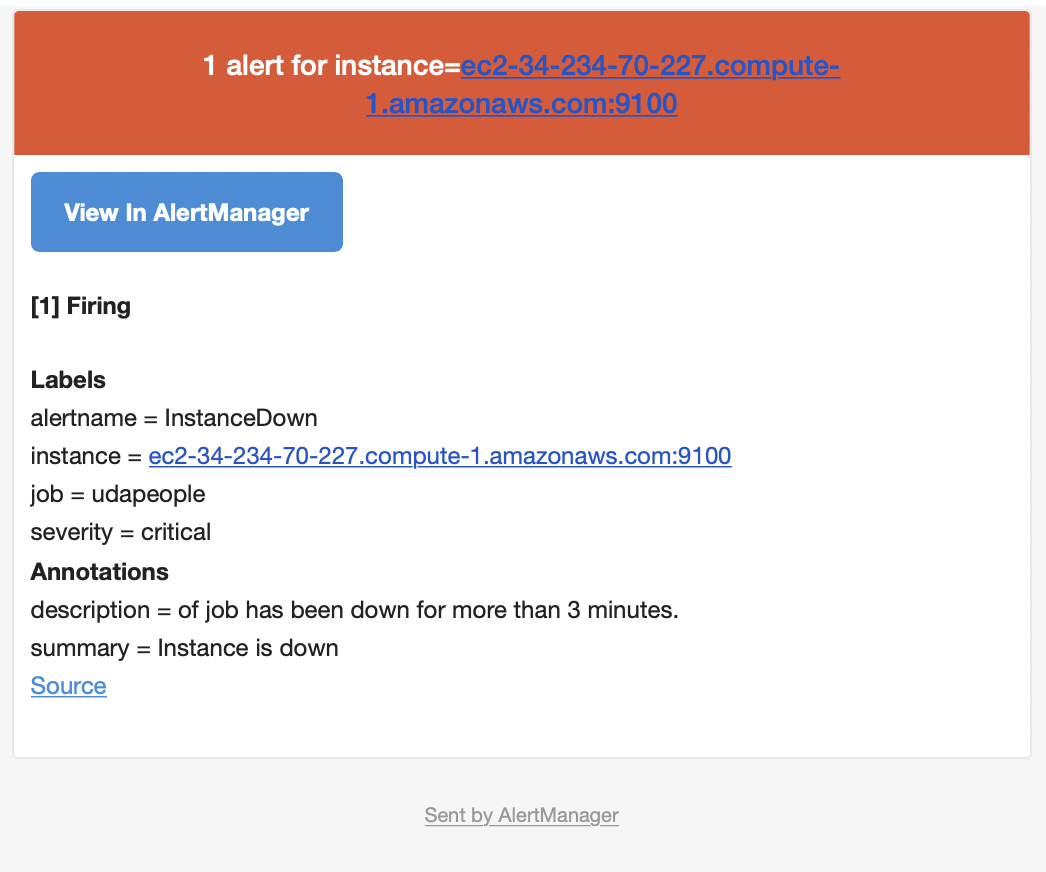 1 alert for instance=ec2-34-234-70-227.compute-
1.amazonaws.com:9100
View In AlertManager
[1] Firing
Labels
alertname = InstanceDown
instance = ec2-34-234-70-227.compute-1.amazonaws.com:9100
job = udapeople
severity = critical
Annotations
description = of job has been down for more than 3 minutes.
summary = Instance is down
Source
Sent by AlertManager